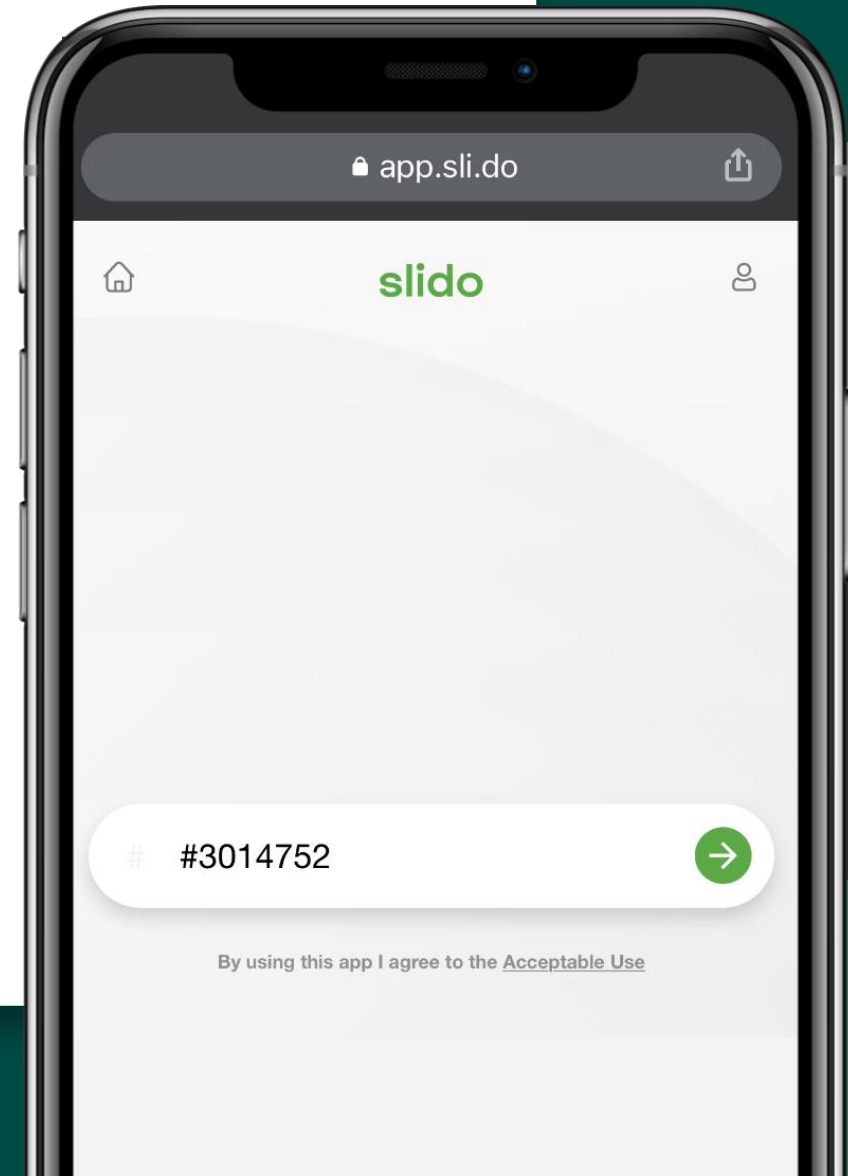 app.sli.do
slido
# #3014752
By using this app I agree to the Acceptable Use